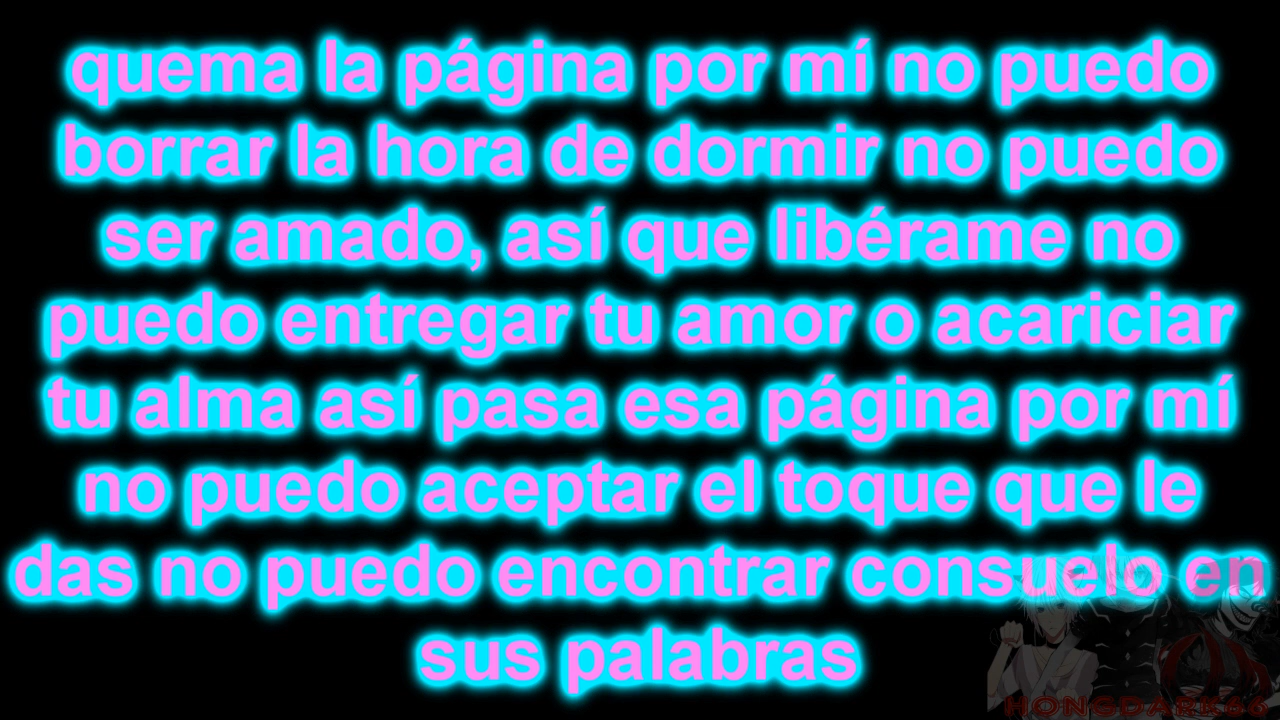 quema la página por mí no puedo
borrar la hora de dormir no puedo
ser amado, así que libérame no
puedo entregar tu amor o acariciar
tu alma así pasa esa página por mí
no puedo aceptar el toque que le
das no puedo encontrar consuelo en
sus palabras
HONGDARK66